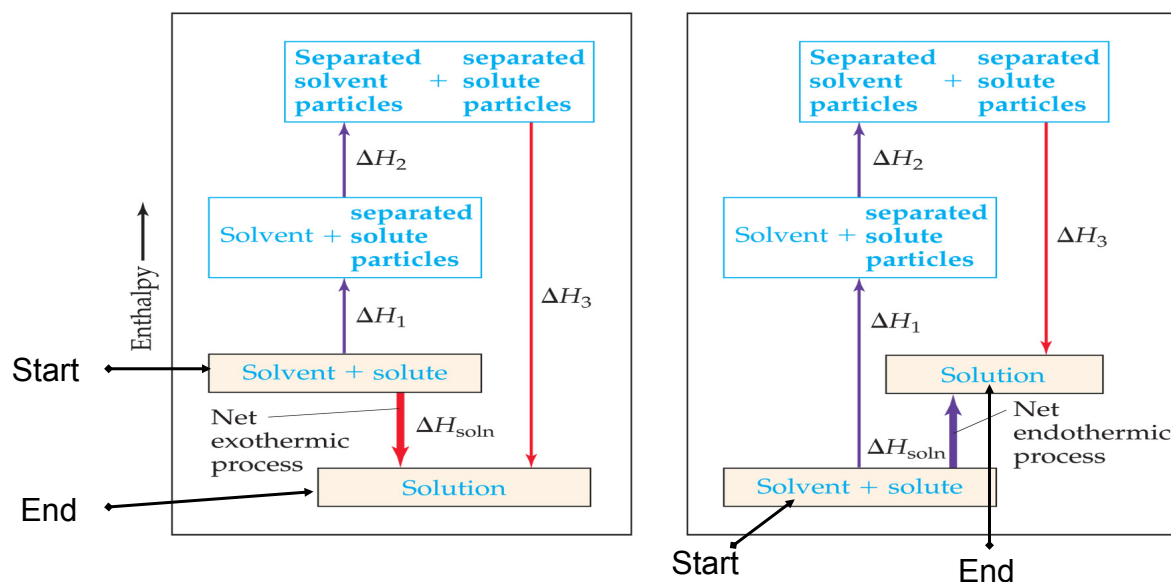 Separated separated
solvent + solute
particles particles
ΔH₂
separated
Solvent + solute
particles
Enthalpy
ΔH₁
ΔH₃
Start
Solvent + solute
Net
exothermic
process
ΔHsoln
End
Solution
Separated separated
solvent + solute
particles particles
ΔH₂
separated
Solvent + solute
particles
ΔH₃
ΔH₁
Solution
Net
endothermic
process
ΔHsoln
Solvent + solute
Start
End